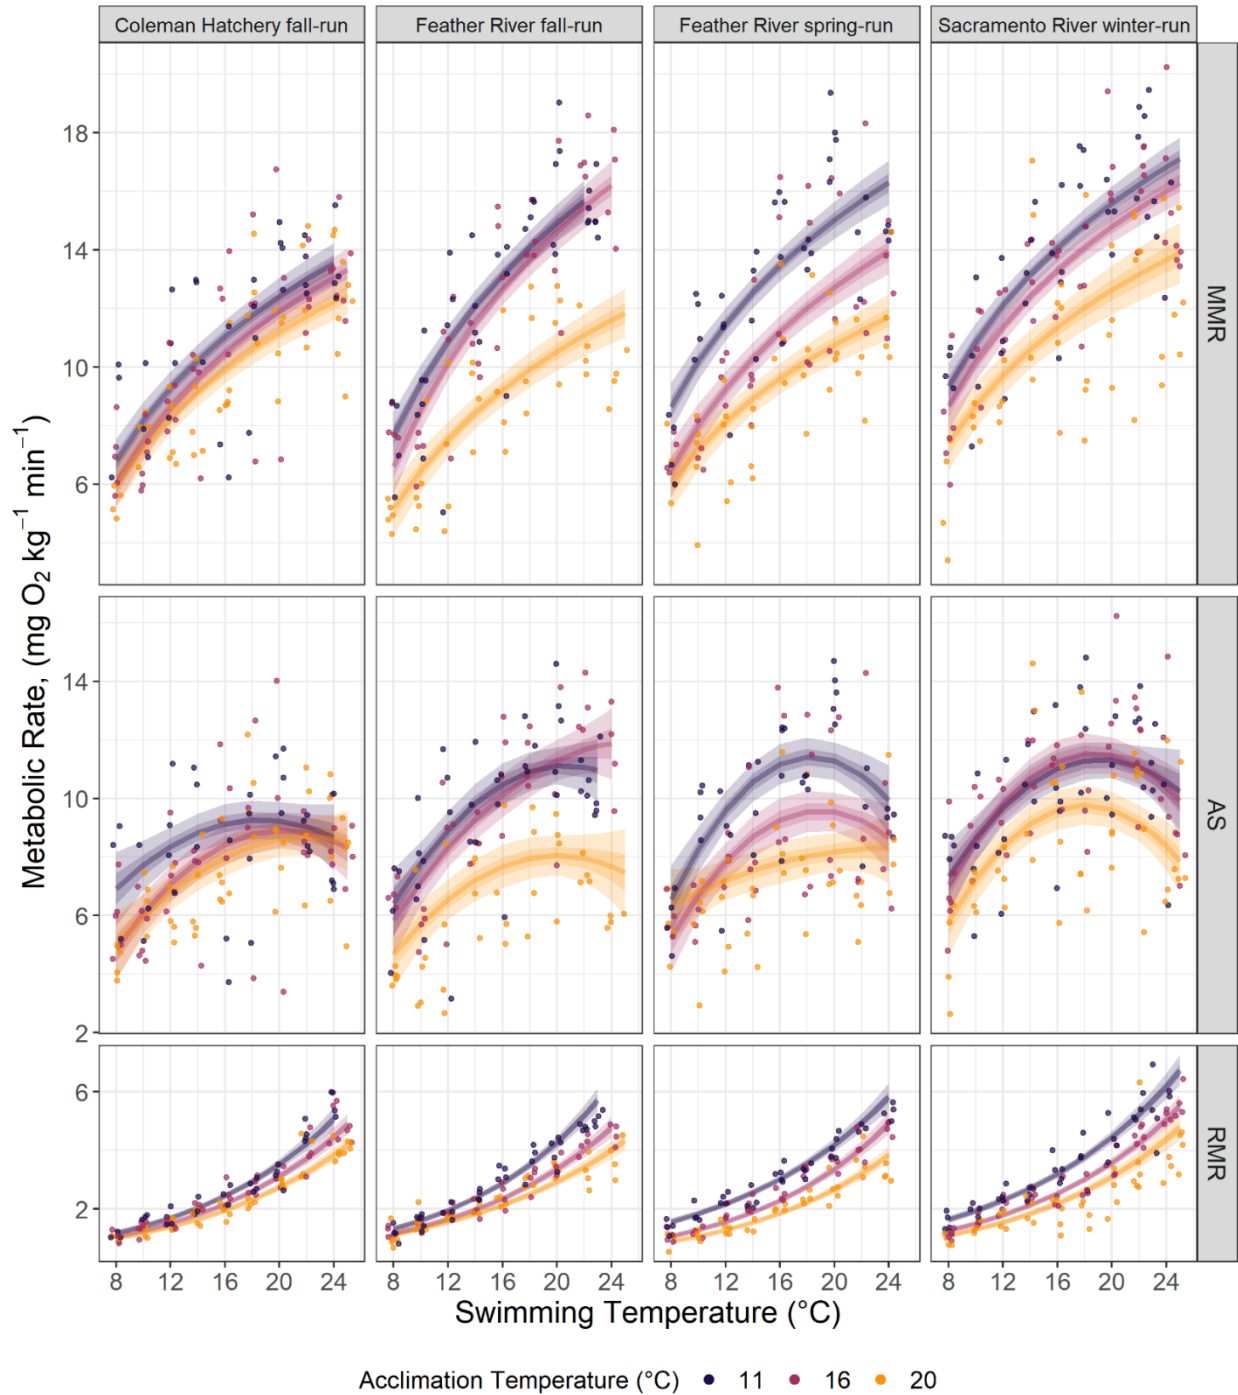 Coleman Hatchery fall-run Feather River fall-run Feather River spring-run Sacramento River winter-run
18
14
10
6
MMR
14
10
6
2
AS
6
2
RMR
Metabolic Rate, (mg O₂ kg⁻¹ min⁻¹)
8 12 16 20 24 8 12 16 20 24 8 12 16 20 24 8 12 16 20 24
Swimming Temperature (°C)
Acclimation Temperature (°C) 11 16 20